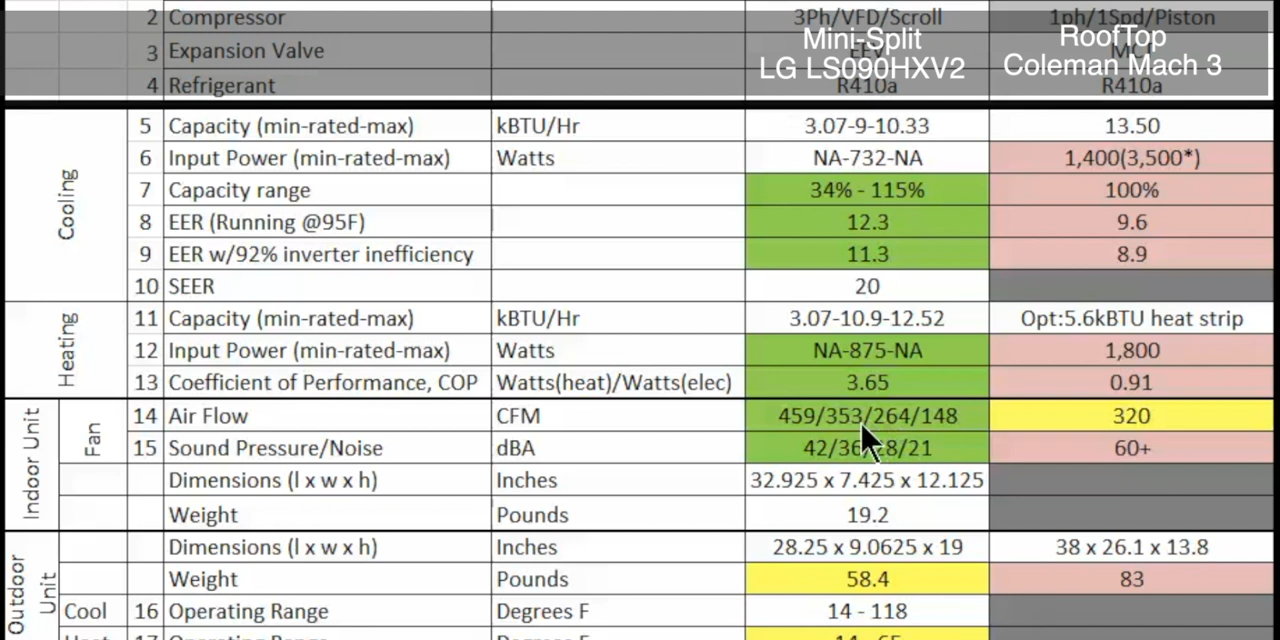 2 Compressor 3Ph/VFD/Scroll 1ph/1Spd/Piston
Mini-Split RoofTop
3 Expansion Valve
LG LS090HXV2 Coleman Mach 3
4 Refrigerant R410a R410a
Cooling
5 Capacity (min-rated-max) kBTU/Hr 3.07-9-10.33 13.50
6 Input Power (min-rated-max) Watts NA-732-NA 1,400(3,500*)
7 Capacity range 34% - 115% 100%
8 EER (Running @95F) 12.3 9.6
9 EER w/92% inverter inefficiency 11.3 8.9
10 SEER 20
Heating
11 Capacity (min-rated-max) kBTU/Hr 3.07-10.9-12.52 Opt:5.6kBTU heat strip
12 Input Power (min-rated-max) Watts NA-875-NA 1,800
13 Coefficient of Performance, COP Watts(heat)/Watts(elec) 3.65 0.91
Indoor Unit
Fan
14 Air Flow CFM 459/353/264/148 320
15 Sound Pressure/Noise dBA 60+
Dimensions (l x w x h) Inches 32.925 x 7.425 x 12.125
Weight Pounds 19.2
Outdoor Unit
Dimensions (l x w x h) Inches 28.25 x 9.0625 x 19 38 x 26.1 x 13.8
Weight Pounds 58.4 83
Cool 16 Operating Range Degrees F 14 - 118